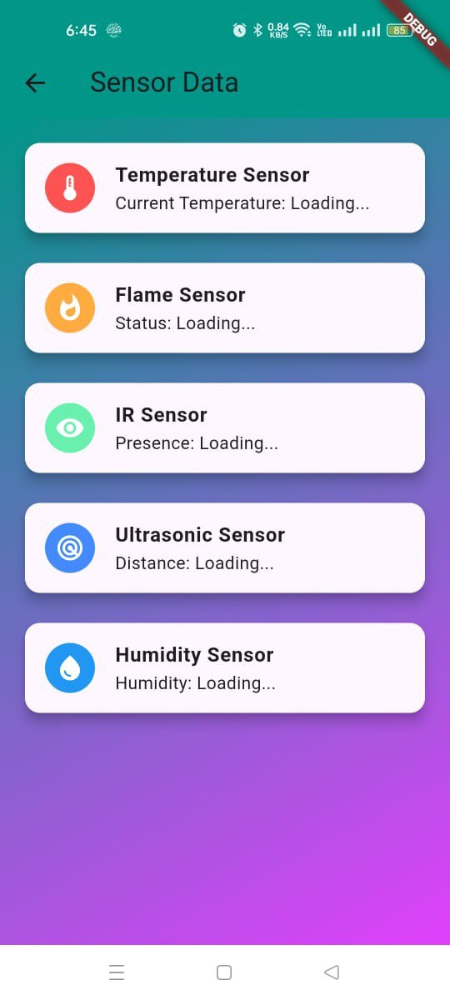 6:45
0.84
KB/S
Vo
LTE
85
DEBUG
Sensor Data
Temperature Sensor
Current Temperature: Loading...
Flame Sensor
Status: Loading...
IR Sensor
Presence: Loading...
Ultrasonic Sensor
Distance: Loading...
Humidity Sensor
Humidity: Loading...